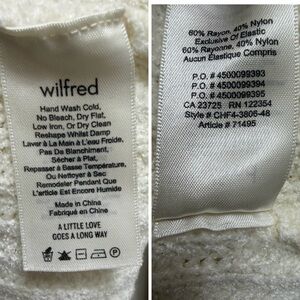 wilfred
Hand Wash Cold,
No Bleach, Dry Flat,
Low Iron, Or Dry Clean
Reshape Whilst Damp
Laver À La Main À L'eau Froide,
Pas De Blanchiment,
Sécher À Plat,
Repasser À Basse Température,
Ou Nettoyer À Sec
Remodeler Pendant Que
L'article Est Encore Humide
Made in China
Fabriqué en Chine
A LITTLE LOVE
GOES A LONG WAY
60% Rayon, 40% Nylon
Exclusive Of Elastic
60% Rayonne, 40% Nylon
Aucun Élastique Compris
P.O. # 4500099393
P.O. # 4500099394
P.O. # 4500099395
CA 23725 RN 122354
Style # CHF4-3806-48
Article # 71495